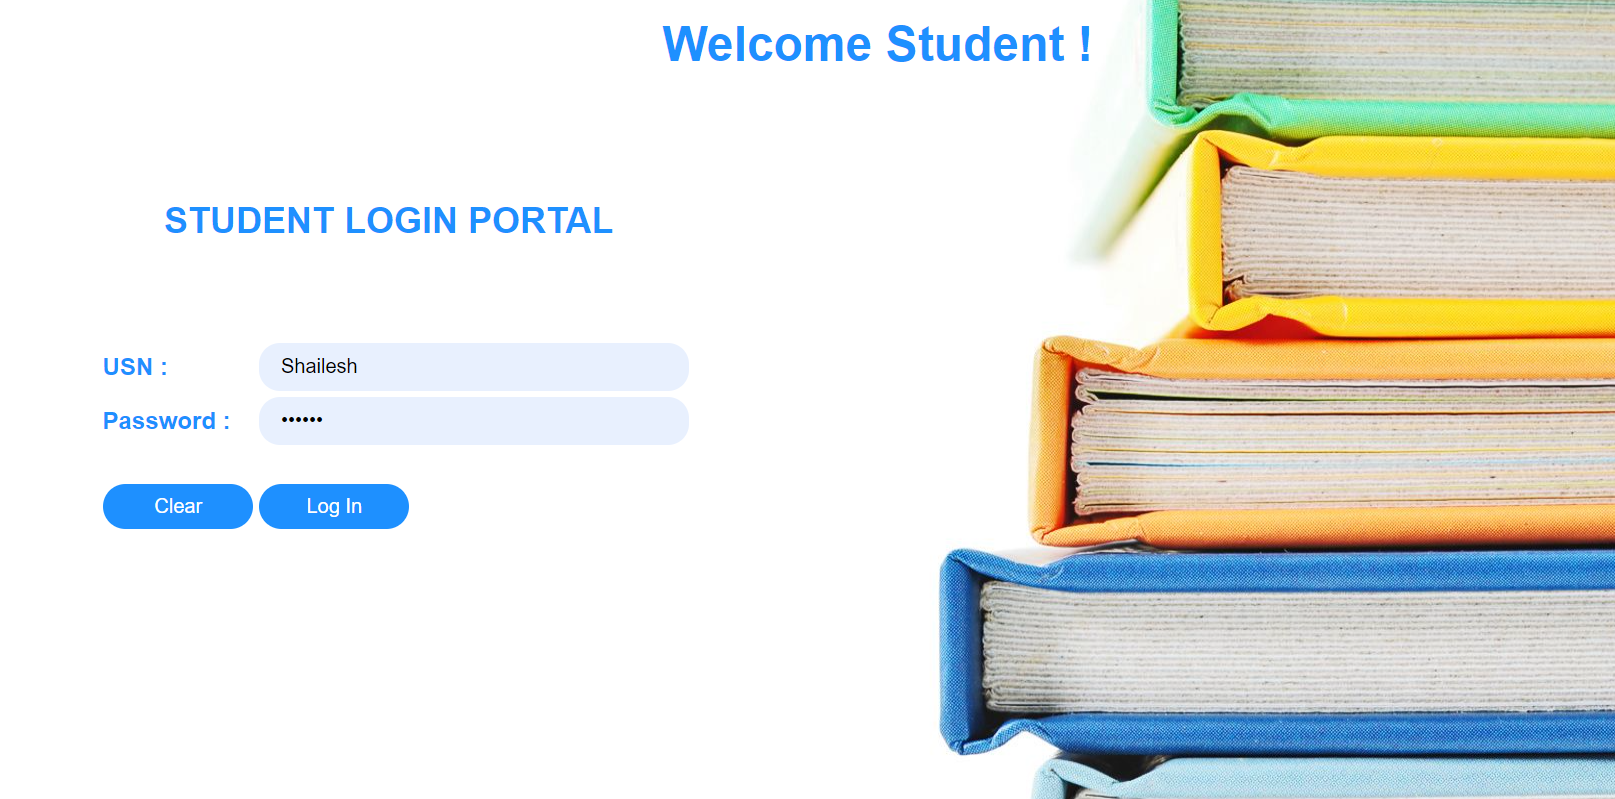 Welcome Student !
STUDENT LOGIN PORTAL
USN :
Shailesh
Password :
••••••
Clear
Log In